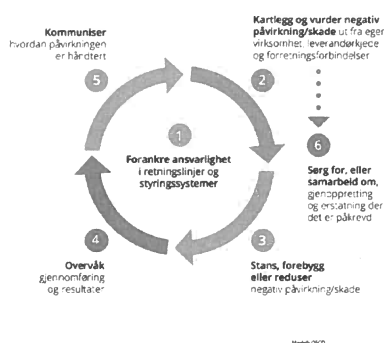 Kommuniser
hvordan påvirkningen
er håndtert
5
Kartlegg og vurder negativ
påvirkning/skade ut fra egen
virksomhet, leverandørkjede
og forretningsforbindelser
2
1
Forankre ansvarlighet
i retningslinjer og
styringssystemer
6
Sørg for, eller
samarbeid om,
gjenoppretting
og erstatning der
det er påkrevd
4
Overvåk
gjennomføring
og resultater
3
Stans, forebygg
eller reduser
negativ påvirkning/skade